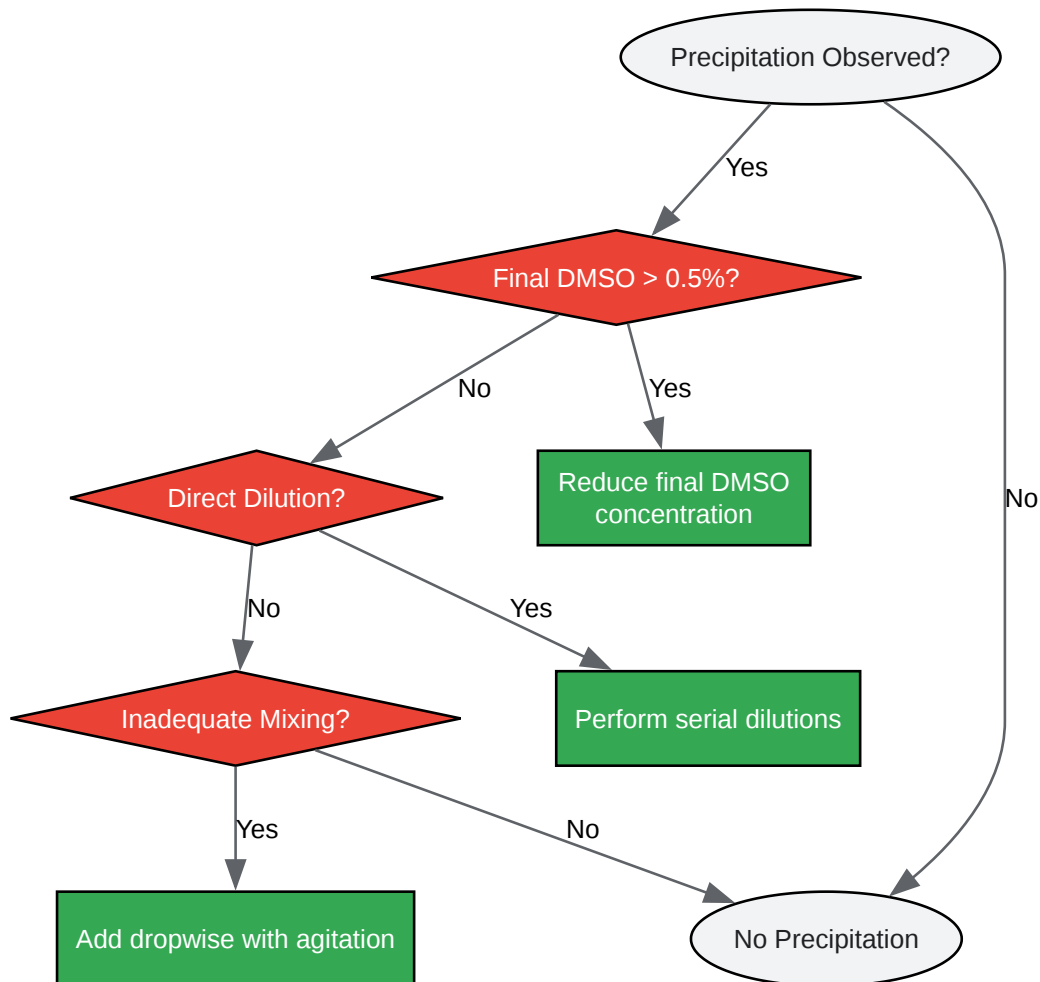 Precipitation Observed?
Yes
Final DMSO > 0.5%?
No
Yes
Direct Dilution?
Reduce final DMSO
concentration
No
No
Yes
Inadequate Mixing?
Perform serial dilutions
Yes
No
Add dropwise with agitation
No Precipitation